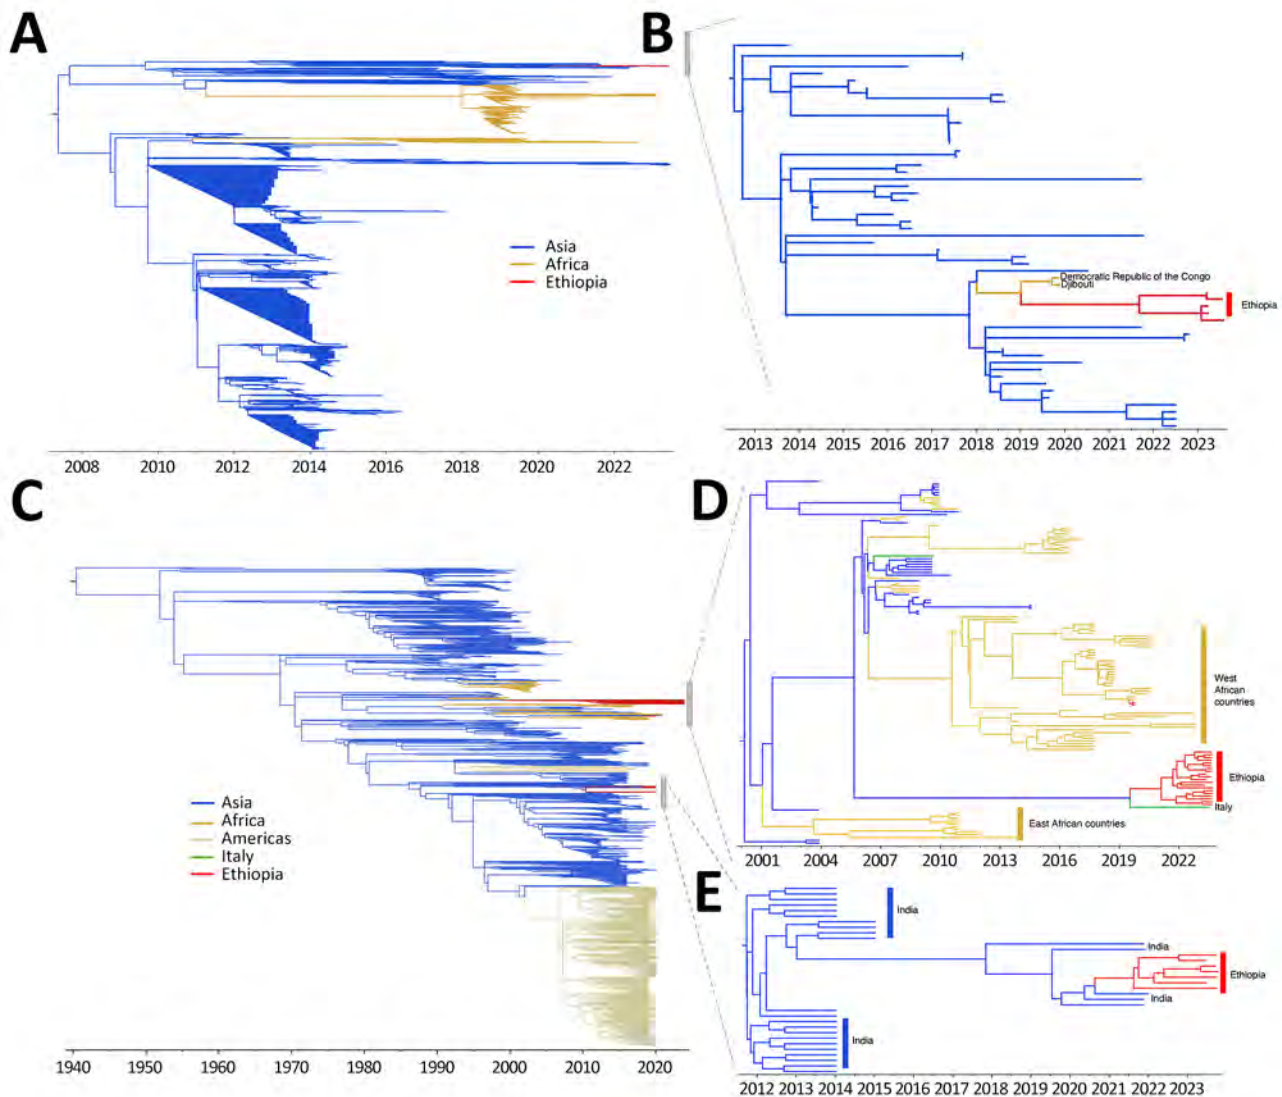 A
B
Asia
Africa
Ethiopia
Democratic Republic of the Congo
Djibouti
Ethiopia
2008 2010 2012 2014 2016 2018 2020 2022
2013 2014 2015 2016 2017 2018 2019 2020 2021 2022 2023
C
D
Asia
Africa
Americas
Italy
Ethiopia
West
African
countries
Ethiopia
Italy
East African countries
2001 2004 2007 2010 2013 2016 2019 2022
E
India
India
Ethiopia
India
India
1940 1950 1960 1970 1980 1990 2000 2010 2020
2012 2013 2014 2015 2016 2017 2018 2019 2020 2021 2022 2023